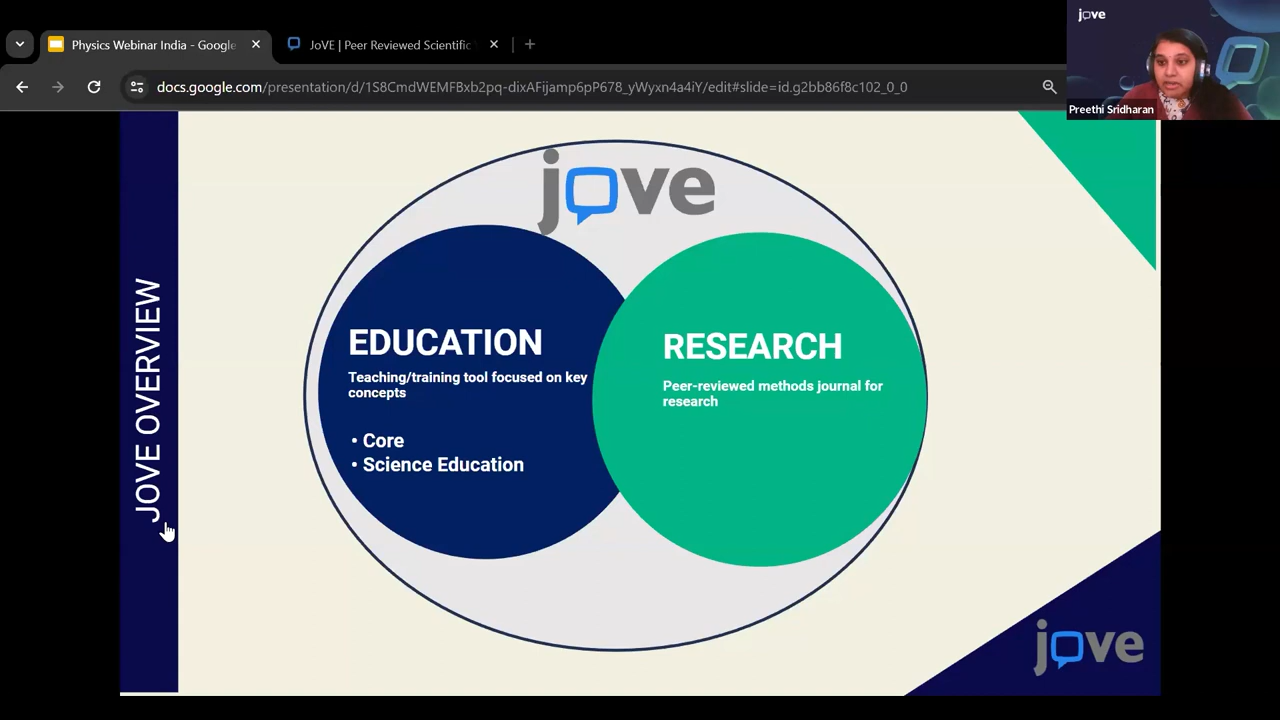 Physics Webinar India - Google
JoVE | Peer Reviewed Scientific
docs.google.com/presentation/d/1S8CmdWEMFBxb2pq-dixAFijamp6pP678_yWyxn4a4iY/edit#slide=id.g2bb86f8c102_0_0
jove
Preethi Sridharan
JOVE OVERVIEW
jove
EDUCATION
Teaching/training tool focused on key
concepts
• Core
• Science Education
RESEARCH
Peer-reviewed methods journal for
research
jove